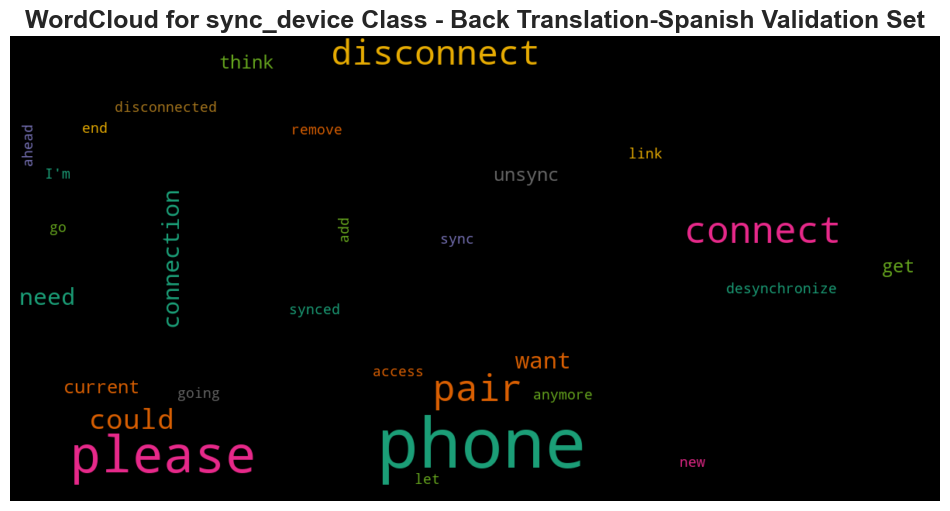 WordCloud for sync_device Class - Back Translation-Spanish Validation Set
disconnect
think
disconnected
end
remove
ahead
link
I'm
unsync
connection
go
add
sync
connect
get
need
desynchronize
synced
want
access
current
going
pair
anymore
could
please
phone
new
let